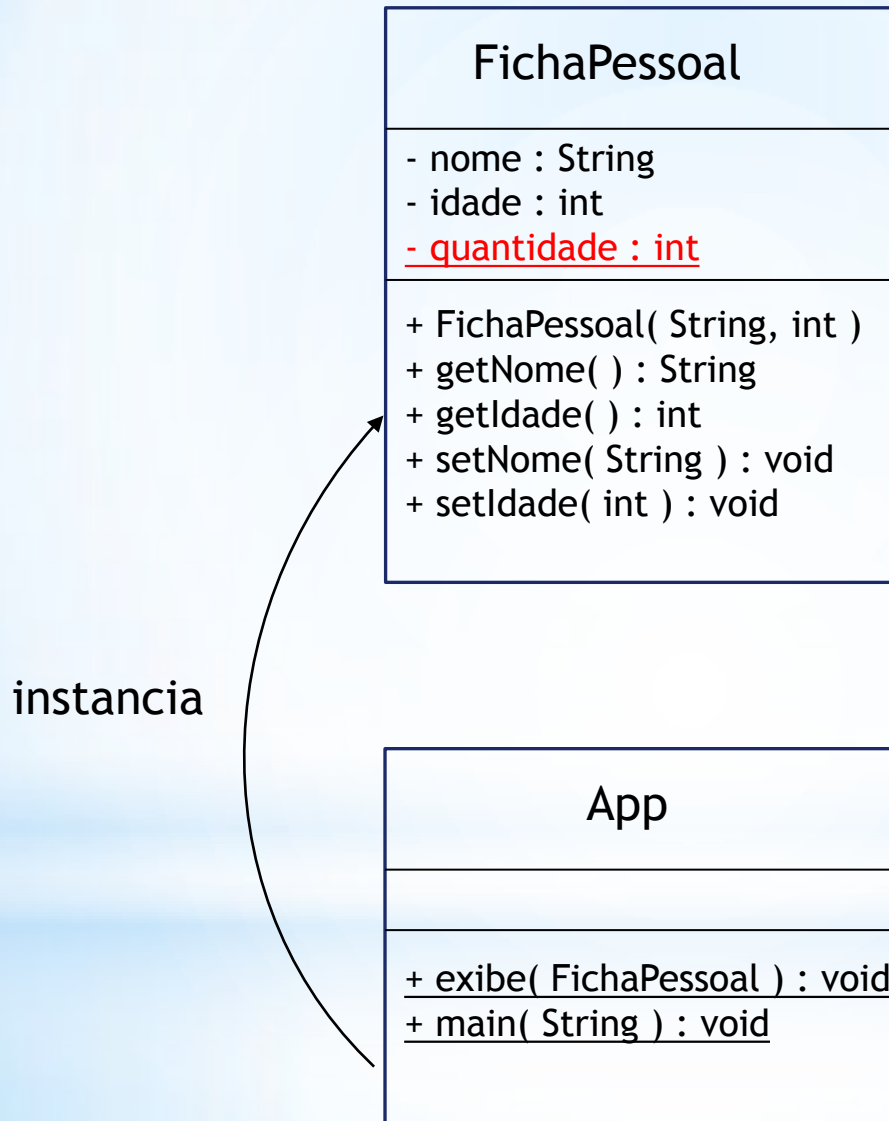 FichaPessoal
- nome : String
- idade : int
- quantidade : int
+ FichaPessoal( String, int )
+ getNome( ) : String
+ getIdade( ) : int
+ setNome( String ) : void
+ setIdade( int ) : void
instancia
App
+ exibe( FichaPessoal ) : void
+ main( String ) : void